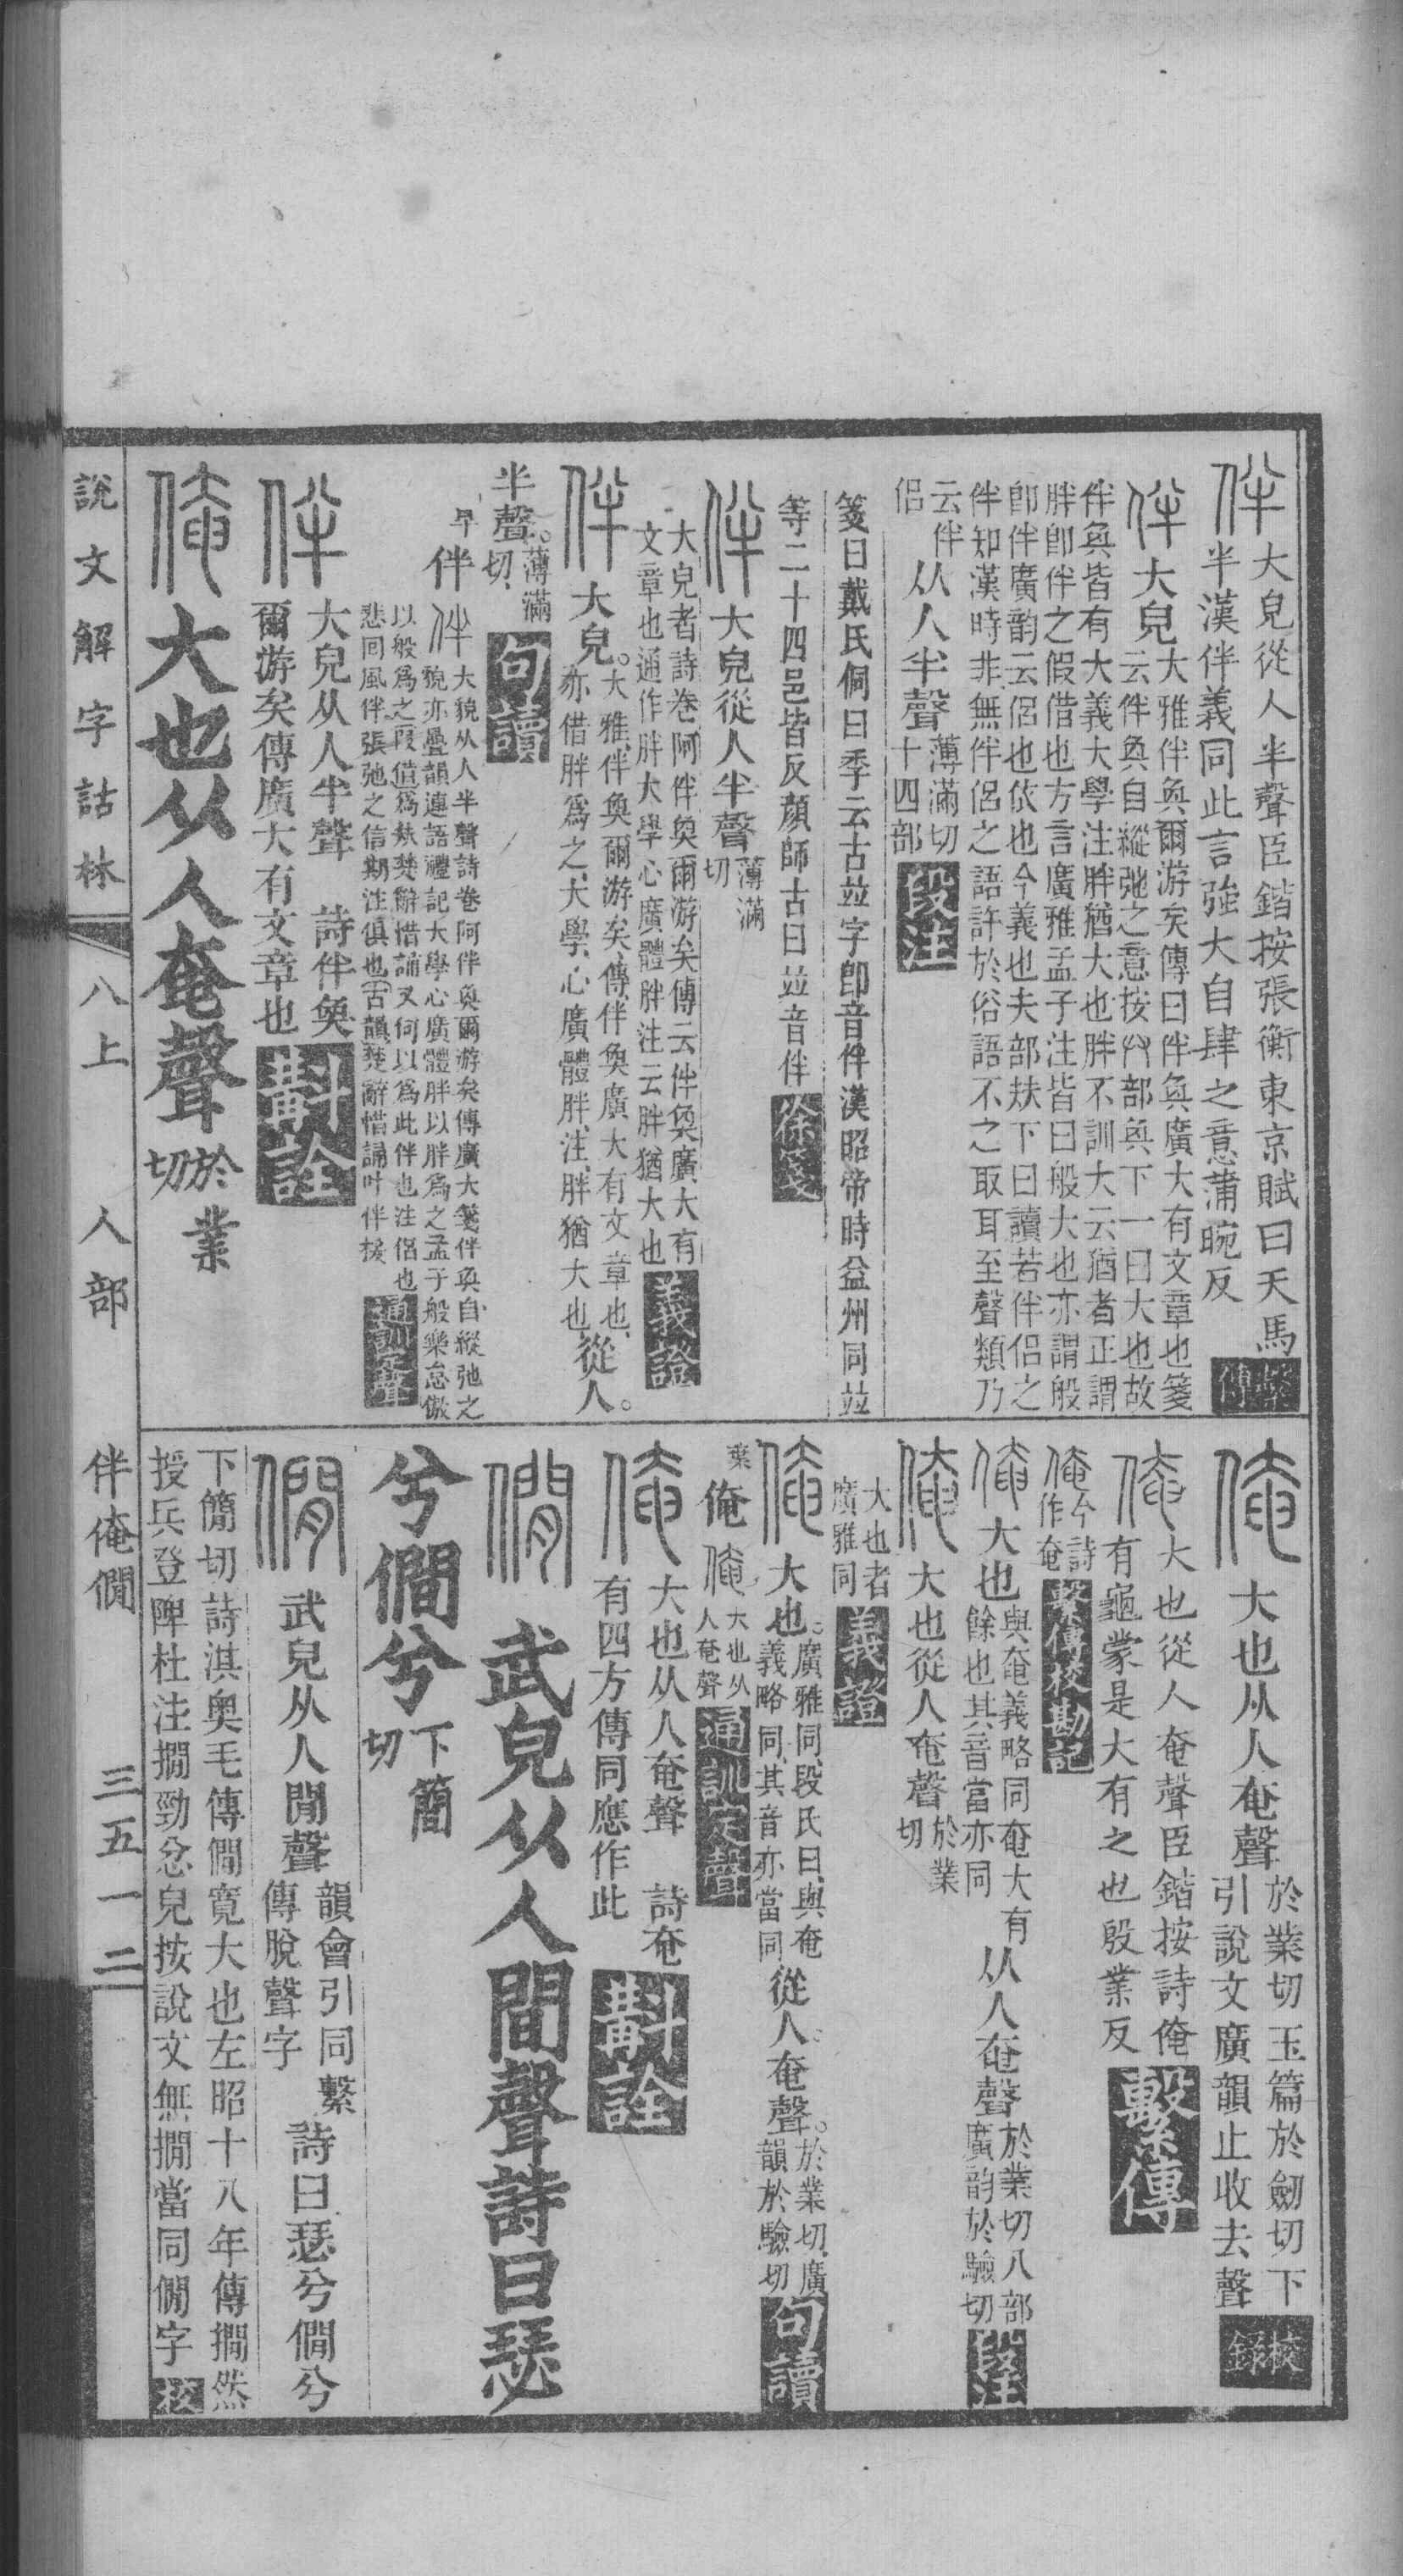 伴大皃從人半聲臣鍇按張衡東京賦曰天馬
半漢伴義同此言強大自肆之意蒲晥反 繫傳
伴大皃大雅伴奐爾游矣傳曰伴奐廣大有文章也箋
云伴奐自縱弛之意按廾部奐下一曰大也故
伴奐皆有大義大學注胖猶大也胖不訓大云猶者正謂
胖卽伴之假借也方言廣雅孟子注皆曰般大也亦謂般
卽伴廣韵云侶也依也今義也夫部㚘下曰讀若伴侶之
伴知漢時非無伴侶之語許於俗語不之取耳至聲類乃
云伴
侶
从人半聲薄滿切
十四部 段注
箋曰戴氏侗曰季云古竝字卽音伴漢昭帝時益州同竝
等二十四邑皆反顏師古曰竝音伴 徐箋
伴大皃從人半聲薄滿
切
大皃者詩卷阿伴奐爾游矣傳云伴奐廣大有
文章也通作胖大學心廣體胖注云胖猶大也 義證
伴大皃。大雅、伴奐爾游矣、傳、伴奐廣大有文章也、
亦借胖爲之、大學、心廣體胖、注、胖猶大也從人。
半聲。薄滿
切、 句讀
早伴伴大貌从人半聲詩卷阿伴奐爾游矣傳廣大箋伴奐自縱弛之
貌亦疊韻連語禮記大學心廣體胖以胖爲之孟子般樂怠傲
以般爲之叚借爲㚘楚辭惜誦又何以爲此伴也注侶也
悲回風伴張弛之信期注俱也古韻楚辭惜誦叶伴援 通訓定聲
伴大皃从人半聲 詩伴奐
爾游矣傳廣大有文章也 斠詮
俺大也从人奄聲於業
切
俺大也从人奄聲於業切玉篇於劒切下
引說文廣韻止收去聲 校錄
俺大也從人奄聲臣鍇按詩俺
有龜蒙是大有之也殷業反 繫傳
俺今詩
作奄 繫傳校勘記
俺大也與奄義略同奄大有
餘也其音當亦同从人奄聲於業切八部
廣韵於驗切 段注
俺大也從人奄聲於業
切
大也者
廣雅同 義證
俺大也。廣雅同、段氏曰、與奄
義略同、其音亦當同、從人。奄聲。於業切、廣
韻於驗切 句讀
葉俺俺大也从
人奄聲 通訓定聲
俺大也从人奄聲 詩奄
有四方傳同應作此 斠詮
僩武皃从人閒聲詩曰瑟
兮僩兮下簡
切
僩武皃从人閒聲韻會引同繫
傳脫聲字詩曰瑟兮僩兮
下簡切詩淇奧毛傳僩寬大也左昭十八年傳撊然
授兵登陴杜注撊勁忿皃按說文無撊當同僩字 校
說文解字詁林 八上 人部 伴俺僩 三五一二